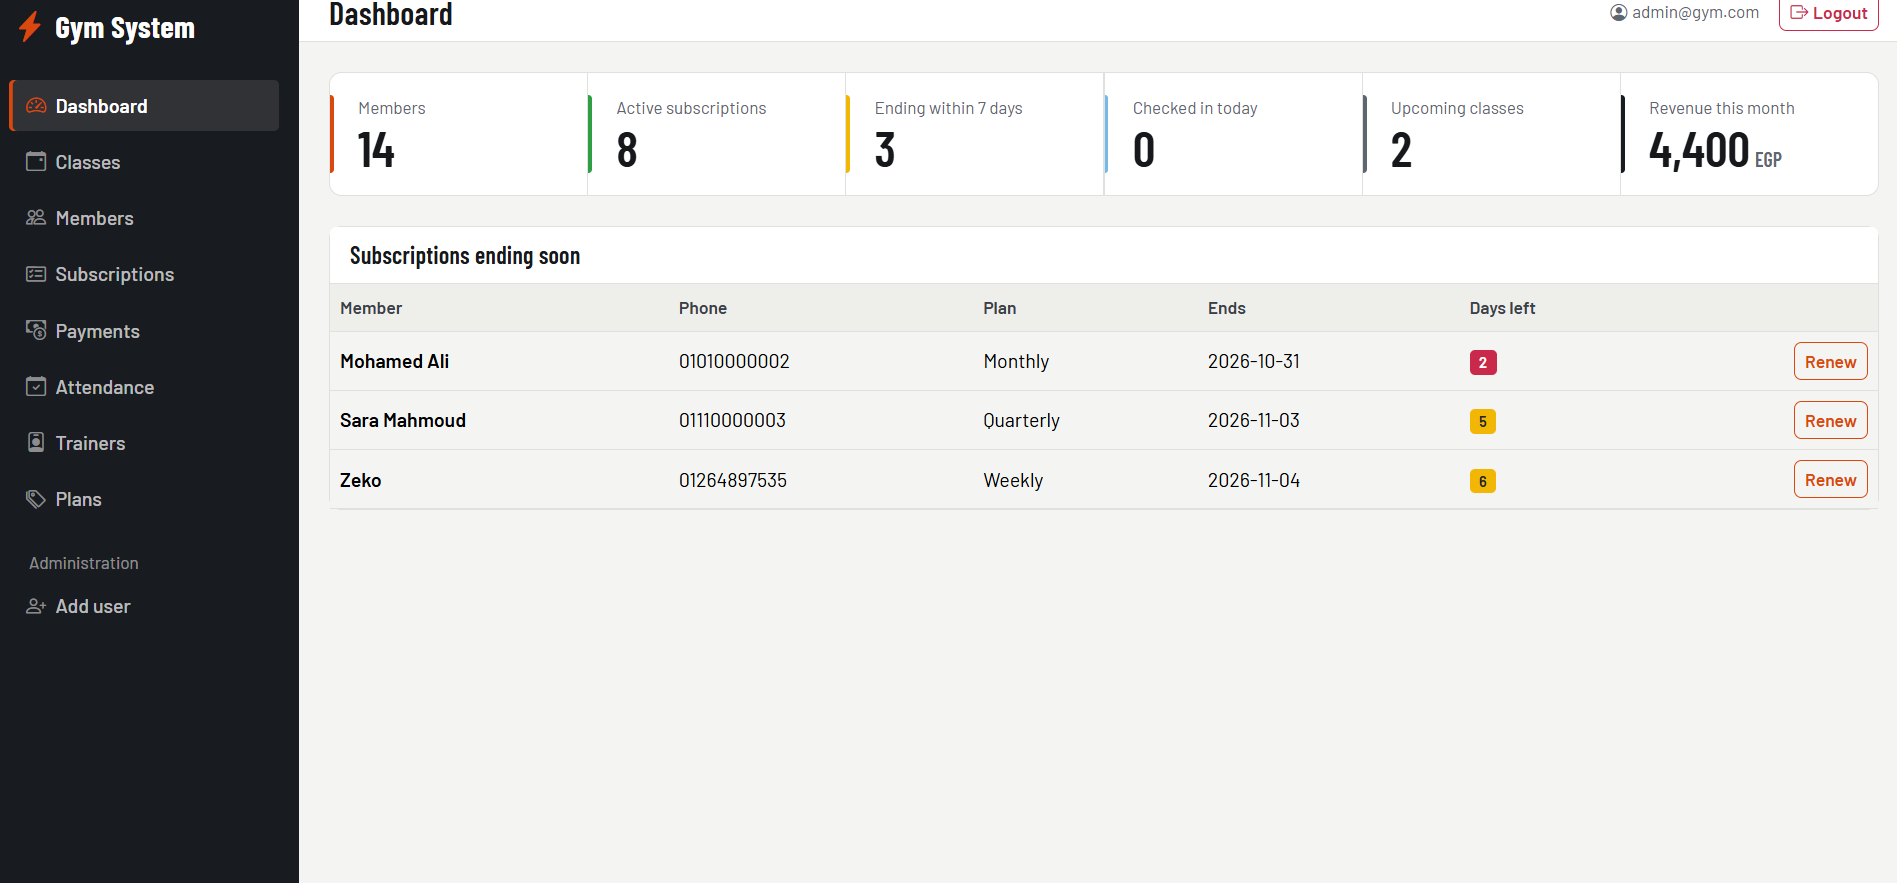 Gym System
Dashboard
Classes
Members
Subscriptions
Payments
Attendance
Trainers
Plans
Administration
Add user
Dashboard
admin@gym.com
Logout
Members
14
Active subscriptions
8
Ending within 7 days
3
Checked in today
0
Upcoming classes
2
Revenue this month
4,400 EGP
Subscriptions ending soon
Member Phone Plan Ends Days left
Mohamed Ali 01010000002 Monthly 2026-10-31 2 Renew
Sara Mahmoud 01110000003 Quarterly 2026-11-03 5 Renew
Zeko 01264897535 Weekly 2026-11-04 6 Renew